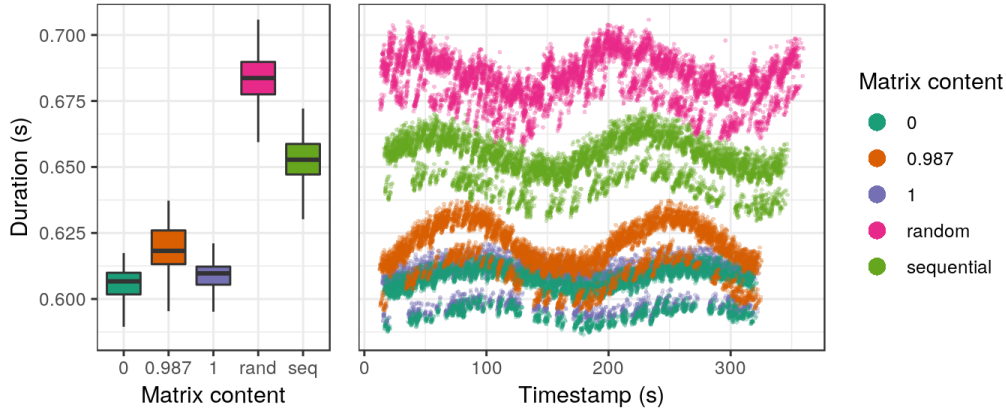 Duration (s)
0.700
0.675
0.650
0.625
0.600
0 0.987 1 rand seq
Matrix content
0 100 200 300
Timestamp (s)
Matrix content
0
0.987
1
random
sequential